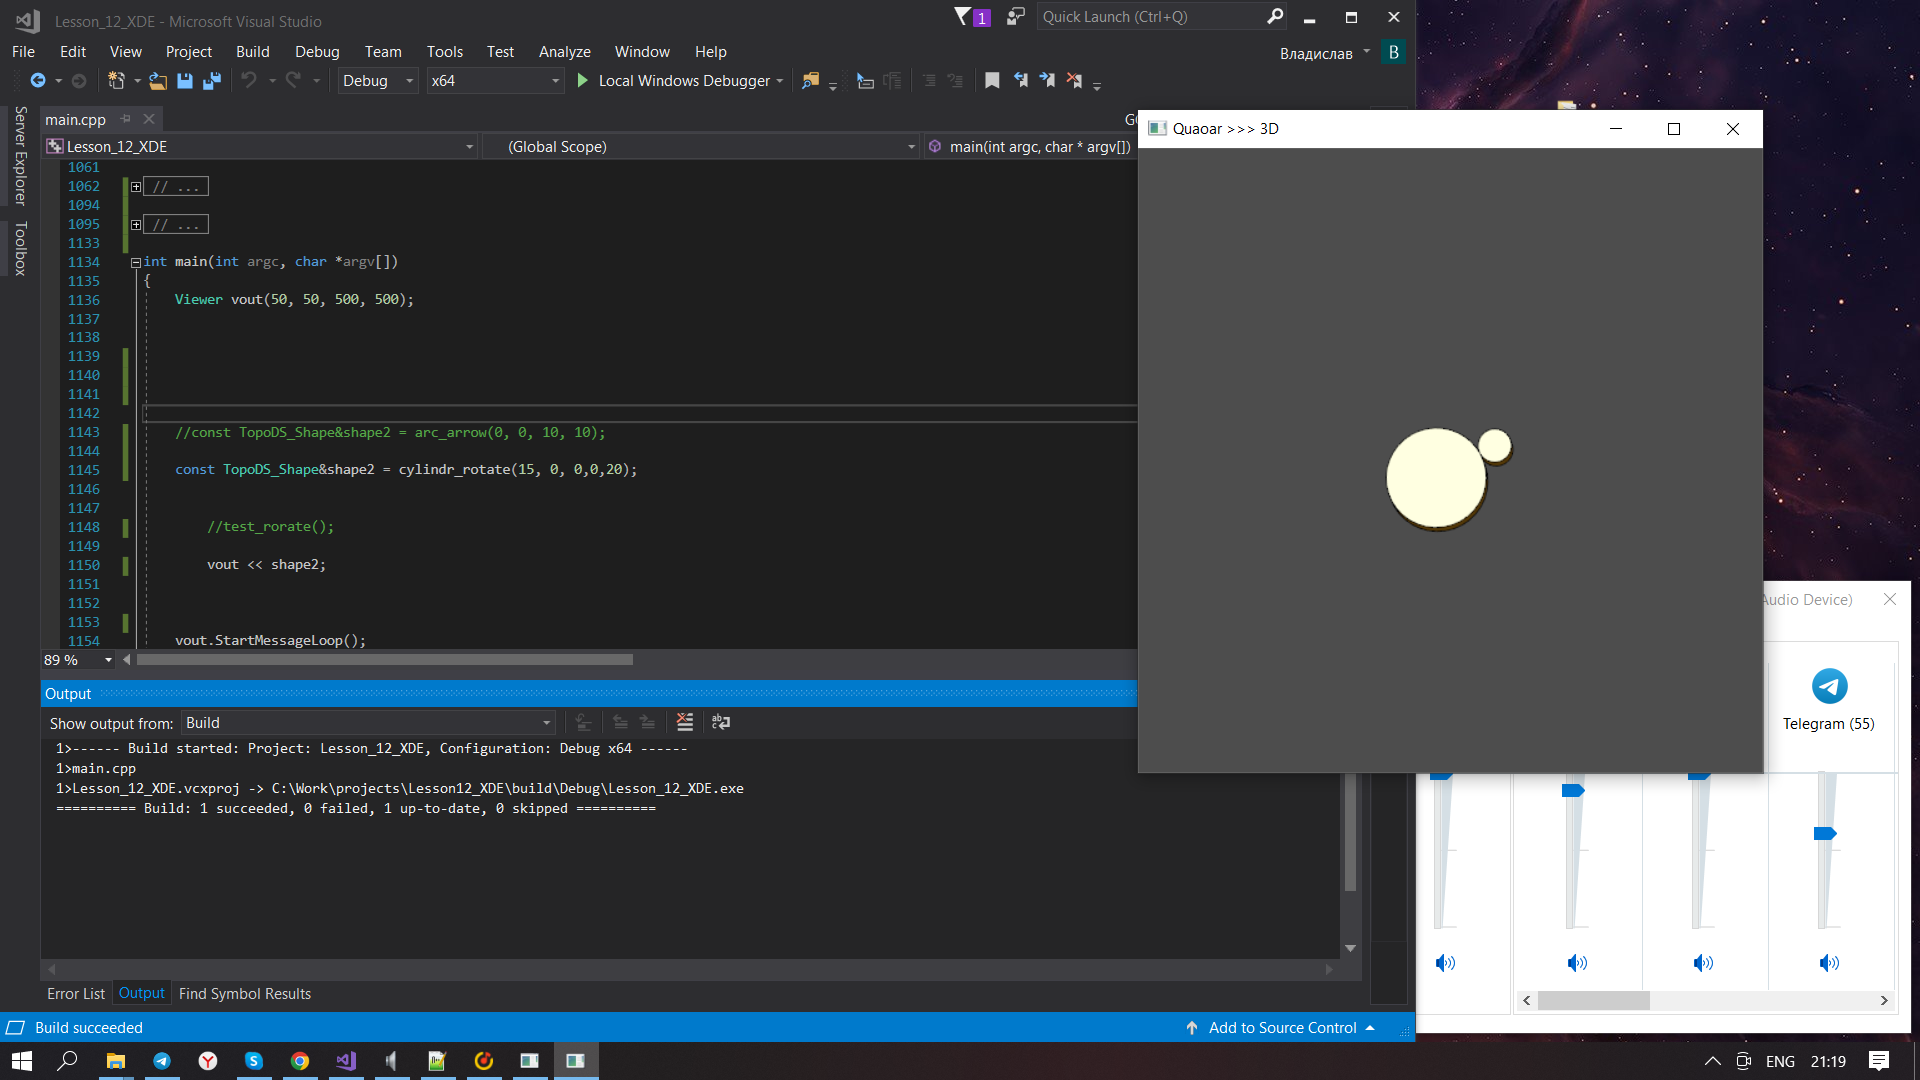 Lesson_12_XDE - Microsoft Visual Studio
1
Quick Launch (Ctrl+Q)
File Edit View Project Build Debug Team Tools Test Analyze Window Help
Владислав
В
Debug
x64
Local Windows Debugger
Server Explorer
Toolbox
main.cpp
Lesson_12_XDE
(Global Scope)
main(int argc, char * argv[])
1061
1062 // ...
1094
1095 // ...
1133
1134 int main(int argc, char *argv[])
1135 {
1136 Viewer vout(50, 50, 500, 500);
1137
1138
1139
1140
1141
1142
1143 //const TopoDS_Shape&shape2 = arc_arrow(0, 0, 10, 10);
1144
1145 const TopoDS_Shape&shape2 = cylindr_rotate(15, 0, 0,0,20);
1146
1147
1148 //test_rorate();
1149
1150 vout << shape2;
1151
1152
1153
1154 vout.StartMessageLoop();
89 %
Output
Show output from: Build
1>------ Build started: Project: Lesson_12_XDE, Configuration: Debug x64 ------
1>main.cpp
1>Lesson_12_XDE.vcxproj -> C:\Work\projects\Lesson12_XDE\build\Debug\Lesson_12_XDE.exe
========== Build: 1 succeeded, 0 failed, 1 up-to-date, 0 skipped ==========
Error List Output Find Symbol Results
Build succeeded
Add to Source Control
Quaoar >>> 3D
Audio Device)
Telegram (55)
ENG 21:19